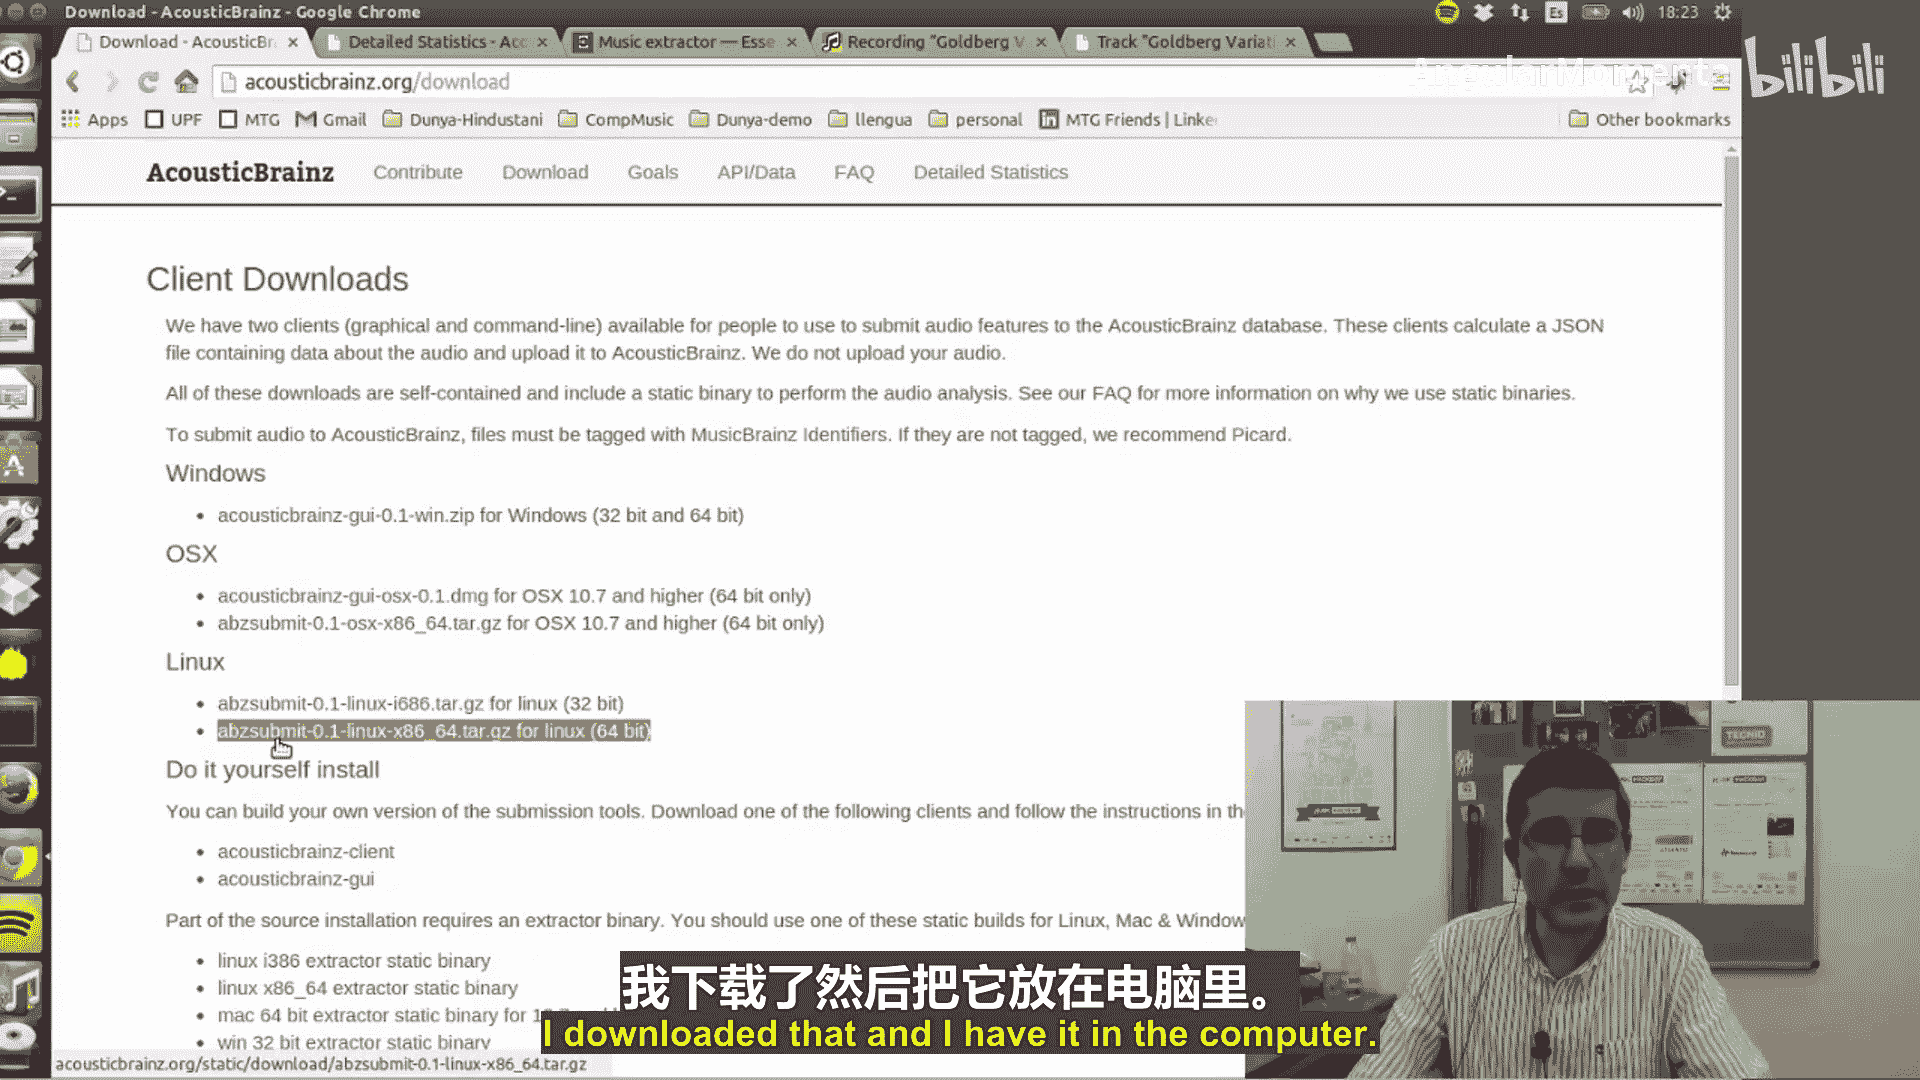 Download - AcousticBrainz - Google Chrome
Es
18:23
Download - AcousticBr
Detailed Statistics - Acc
Music extractor — Esse
Recording "Goldberg V
Track "Goldberg Variati
acousticbrainz.org/download
AngularMomenta
bilibili
Apps
UPF
MTG
Gmail
Dunya-Hindustani
CompMusic
Dunya-demo
llengua
personal
MTG Friends | Linke
Other bookmarks
AcousticBrainz
Contribute
Download
Goals
API/Data
FAQ
Detailed Statistics
Client Downloads
We have two clients (graphical and command-line) available for people to use to submit audio features to the AcousticBrainz database. These clients calculate a JSON
file containing data about the audio and upload it to AcousticBrainz. We do not upload your audio.
All of these downloads are self-contained and include a static binary to perform the audio analysis. See our FAQ for more information on why we use static binaries.
To submit audio to AcousticBrainz, files must be tagged with MusicBrainz Identifiers. If they are not tagged, we recommend Picard.
Windows
acousticbrainz-gui-0.1-win.zip for Windows (32 bit and 64 bit)
OSX
acousticbrainz-gui-osx-0.1.dmg for OSX 10.7 and higher (64 bit only)
abzsubmit-0.1-osx-x86_64.tar.gz for OSX 10.7 and higher (64 bit only)
Linux
abzsubmit-0.1-linux-i686.tar.gz for linux (32 bit)
abzsubmit-0.1-linux-x86_64.tar.gz for linux (64 bit)
Do it yourself install
You can build your own version of the submission tools. Download one of the following clients and follow the instructions in the
acousticbrainz-client
acousticbrainz-gui
Part of the source installation requires an extractor binary. You should use one of these static builds for Linux, Mac & Window
linux i386 extractor static binary
linux x86_64 extractor static binary
mac 64 bit extractor static binary for
win 32 bit extractor static binary
acousticbrainz.org/static/download/abzsubmit-0.1-linux-x86_64.tar.gz
TECNIO
我下载了然后把它放在电脑里。
I downloaded that and I have it in the computer.